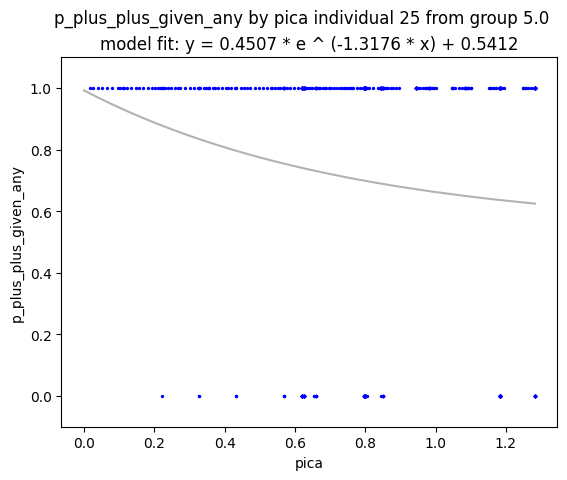 p_plus_plus_given_any by pica individual 25 from group 5.0
model fit: y = 0.4507 * e ^ (-1.3176 * x) + 0.5412
1.0
0.8
0.6
0.4
0.2
0.0
p_plus_plus_given_any
0.0 0.2 0.4 0.6 0.8 1.0 1.2
pica